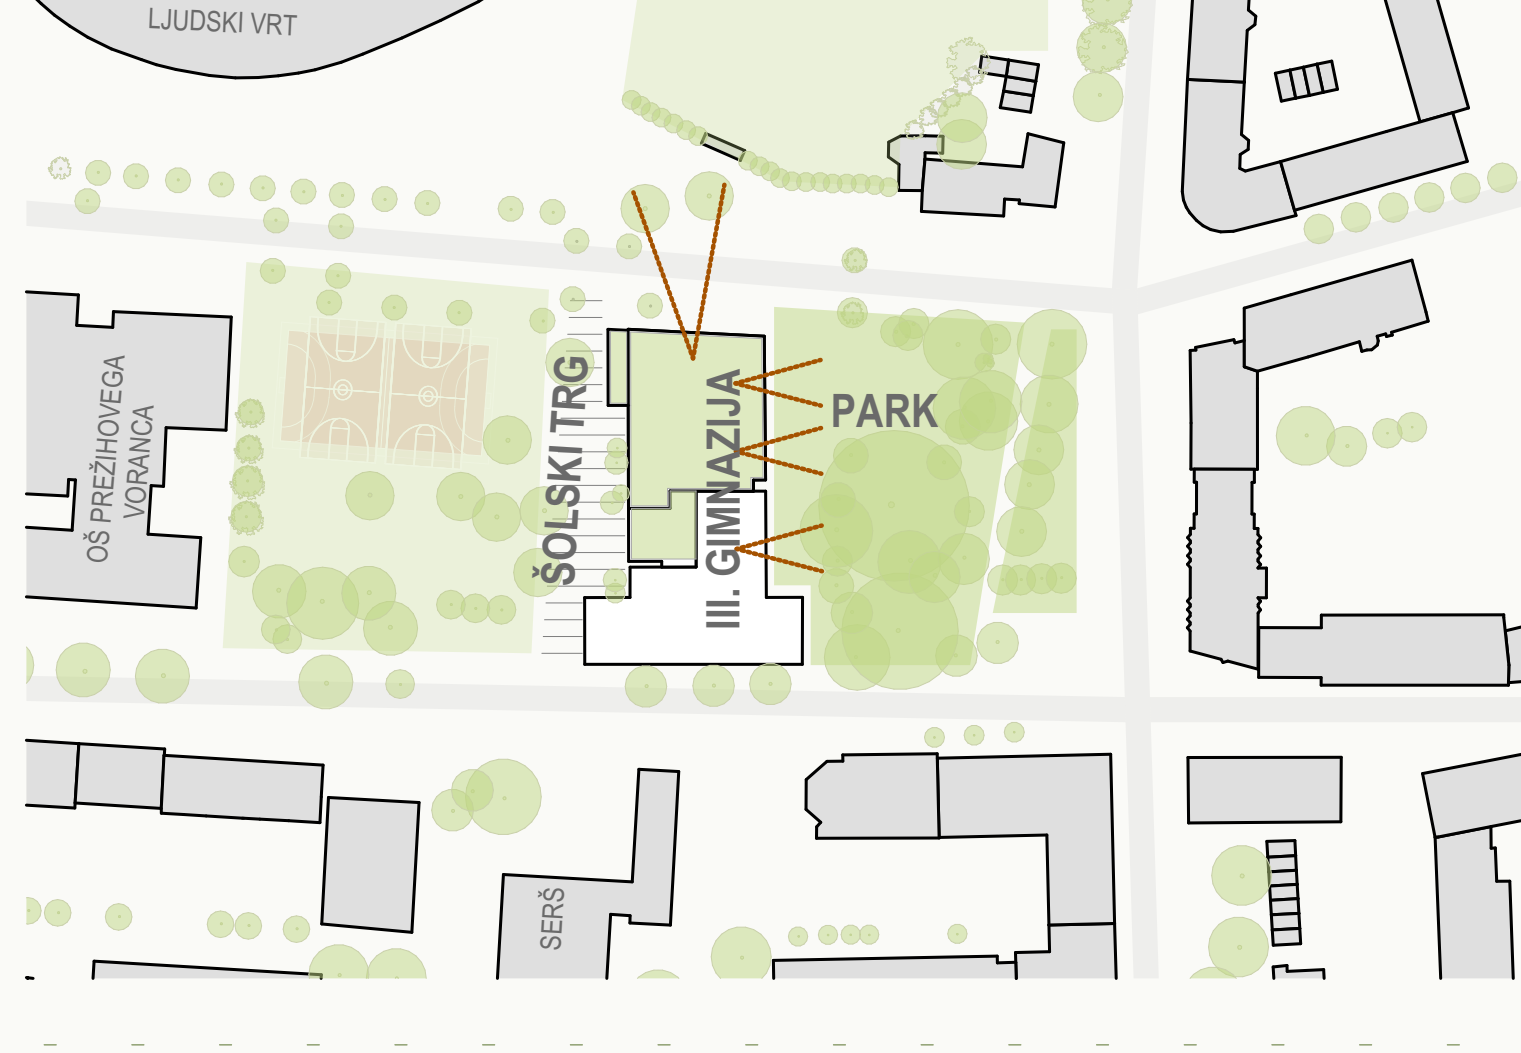 LJUDSKI VRT
OŠ PREŽIHOVEGA
VORANCA
ŠOLSKI TRG
III. GIMNAZIJA
PARK
SERŠ